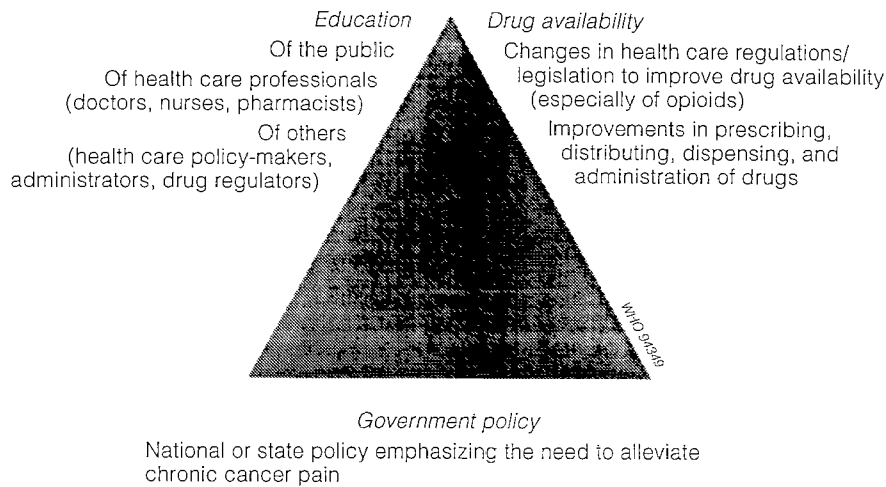 Education
Of the public
Of health care professionals
(doctors, nurses, pharmacists)
Of others
(health care policy-makers,
administrators, drug regulators)
Drug availability
Changes in health care regulations/
legislation to improve drug availability
(especially of opioids)
Improvements in prescribing,
distributing, dispensing, and
administration of drugs
WHO 94349
Government policy
National or state policy emphasizing the need to alleviate
chronic cancer pain